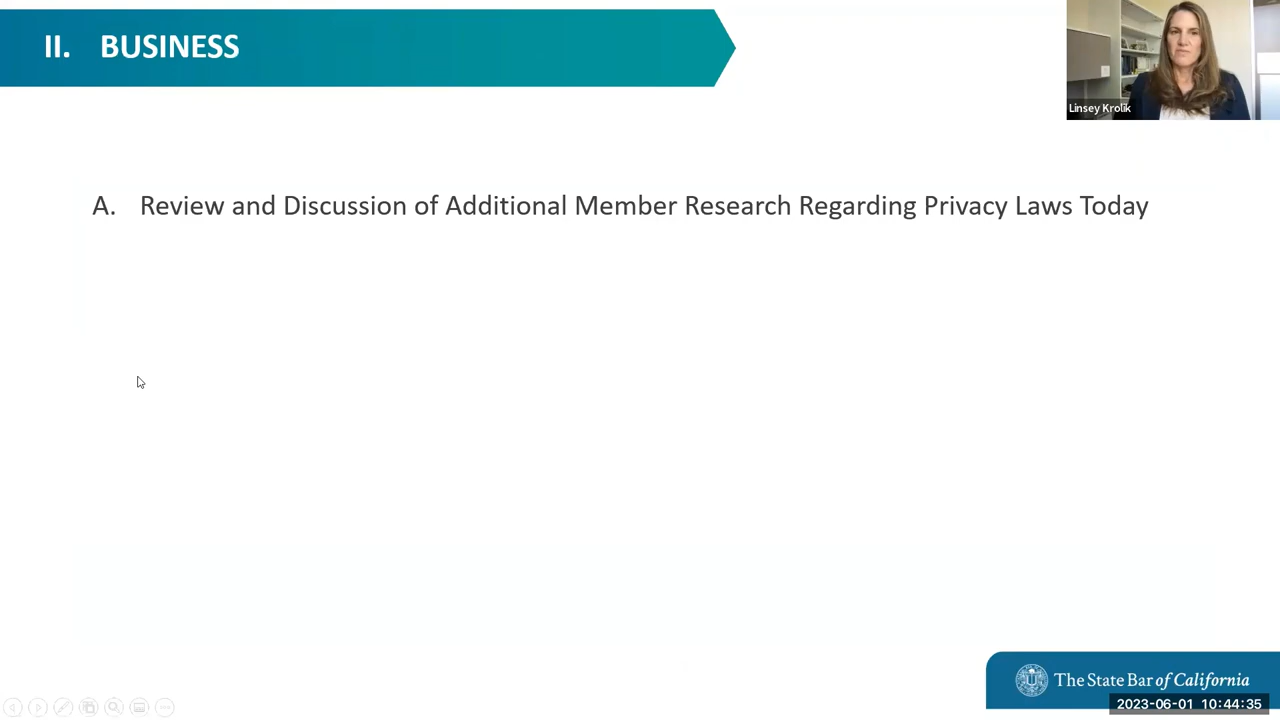 II. BUSINESS
Linsey Krolik
A. Review and Discussion of Additional Member Research Regarding Privacy Laws Today
The State Bar of California
2023-06-01 10:44:35